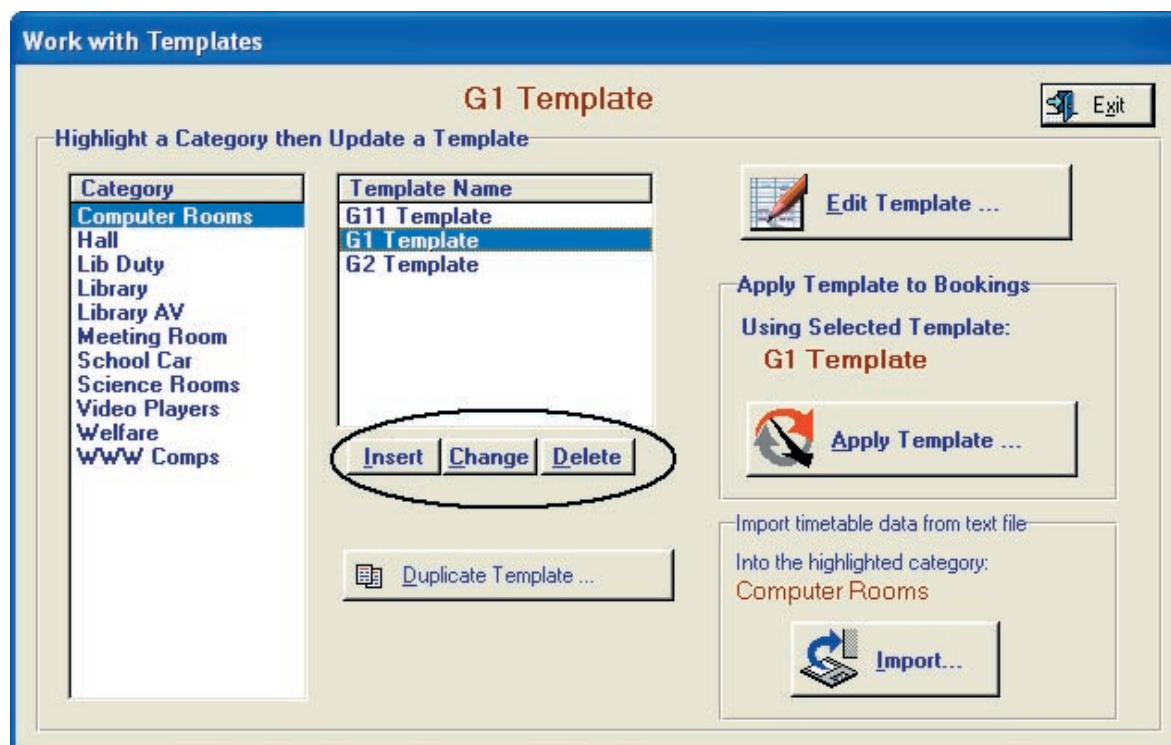 Work with Templates
G1 Template
Exit
Highlight a Category then Update a Template
Category
Computer Rooms
Hall
Lib Duty
Library
Library AV
Meeting Room
School Car
Science Rooms
Video Players
Welfare
WWW Comps
Template Name
G11 Template
G1 Template
G2 Template
Insert Change Delete
Duplicate Template ...
Edit Template ...
Apply Template to Bookings
Using Selected Template:
G1 Template
Apply Template ...
Import timetable data from text file
Into the highlighted category:
Computer Rooms
Import...